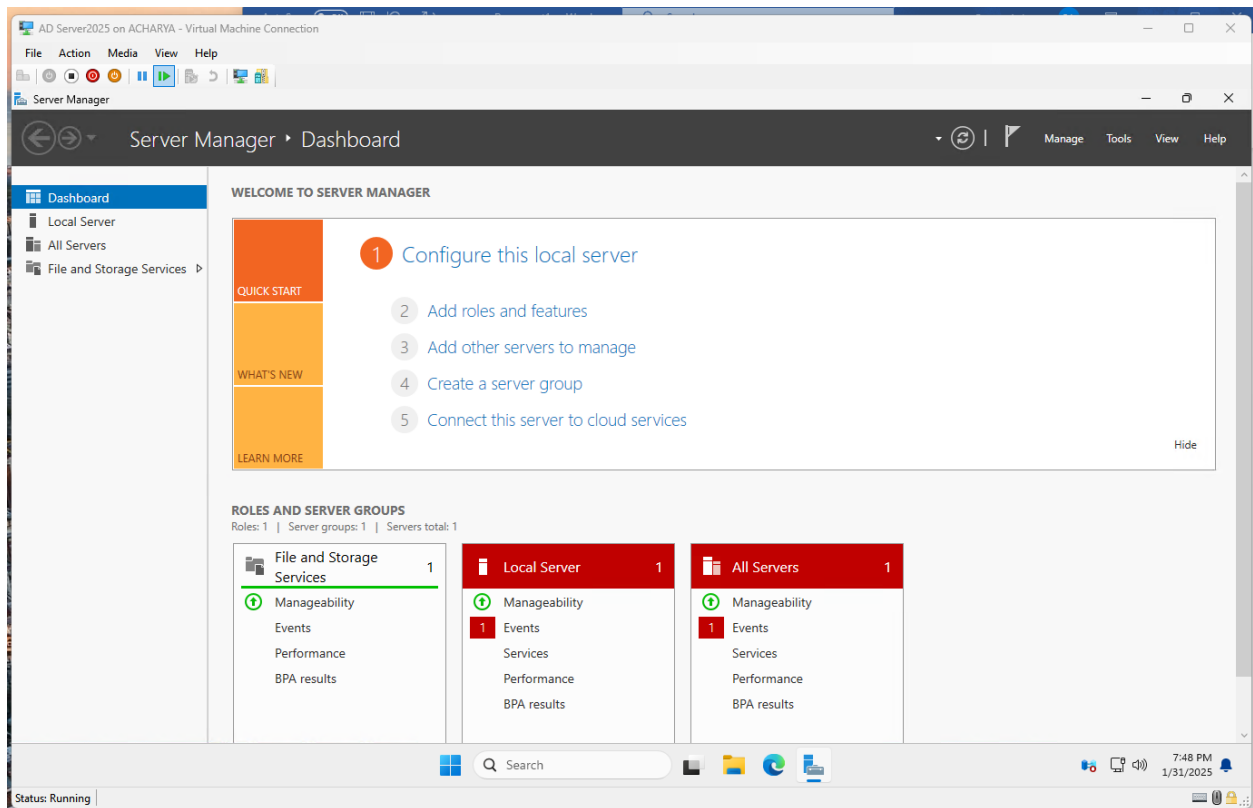 AD Server2025 on ACHARYA - Virtual Machine Connection
File Action Media View Help
Server Manager
Server Manager ‣ Dashboard
Manage Tools View Help
Dashboard
Local Server
All Servers
File and Storage Services
WELCOME TO SERVER MANAGER
QUICK START
WHAT'S NEW
LEARN MORE
1 Configure this local server
2 Add roles and features
3 Add other servers to manage
4 Create a server group
5 Connect this server to cloud services
Hide
ROLES AND SERVER GROUPS
Roles: 1 | Server groups: 1 | Servers total: 1
File and Storage
Services
1
Manageability
Events
Performance
BPA results
Local Server 1
Manageability
1 Events
Services
Performance
BPA results
All Servers 1
Manageability
1 Events
Services
Performance
BPA results
Search
7:48 PM
1/31/2025
Status: Running